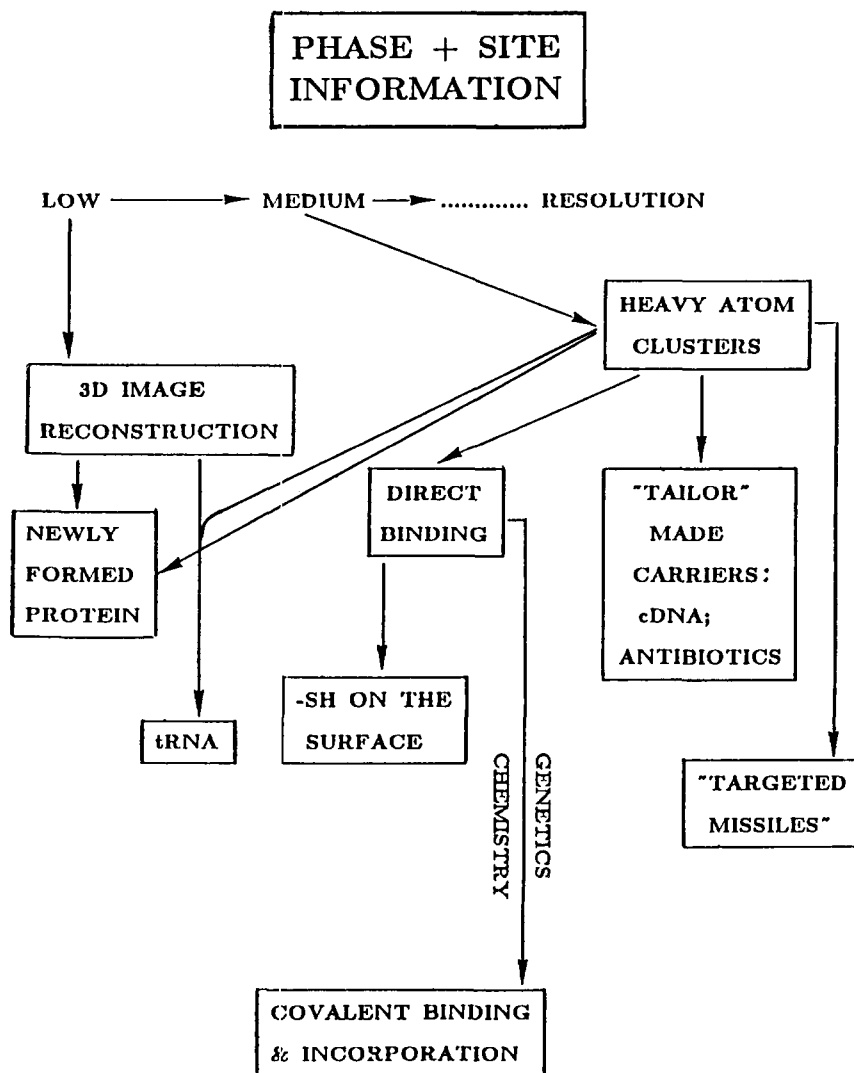 PHASE + SITE
INFORMATION
LOW
MEDIUM
............. RESOLUTION
HEAVY ATOM
CLUSTERS
3D IMAGE
RECONSTRUCTION
DIRECT
BINDING
"TAILOR"
MADE
CARRIERS:
cDNA;
ANTIBIOTICS
NEWLY
FORMED
PROTEIN
-SH ON THE
SURFACE
tRNA
GENETICS
CHEMISTRY
"TARGETED
MISSILES"
COVALENT BINDING
& INCORPORATION